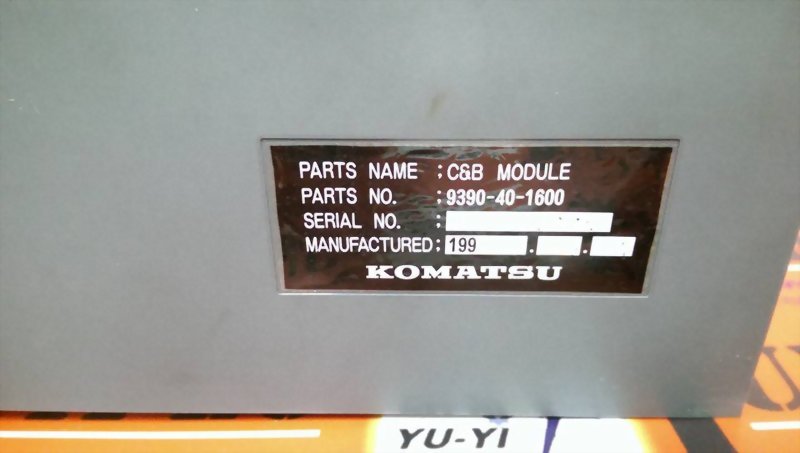 PARTS NAME ; C&B MODULE
PARTS NO. ; 9390-40-1600
SERIAL NO. ;
MANUFACTURED ; 199 . .
KOMATSU
YU-YI